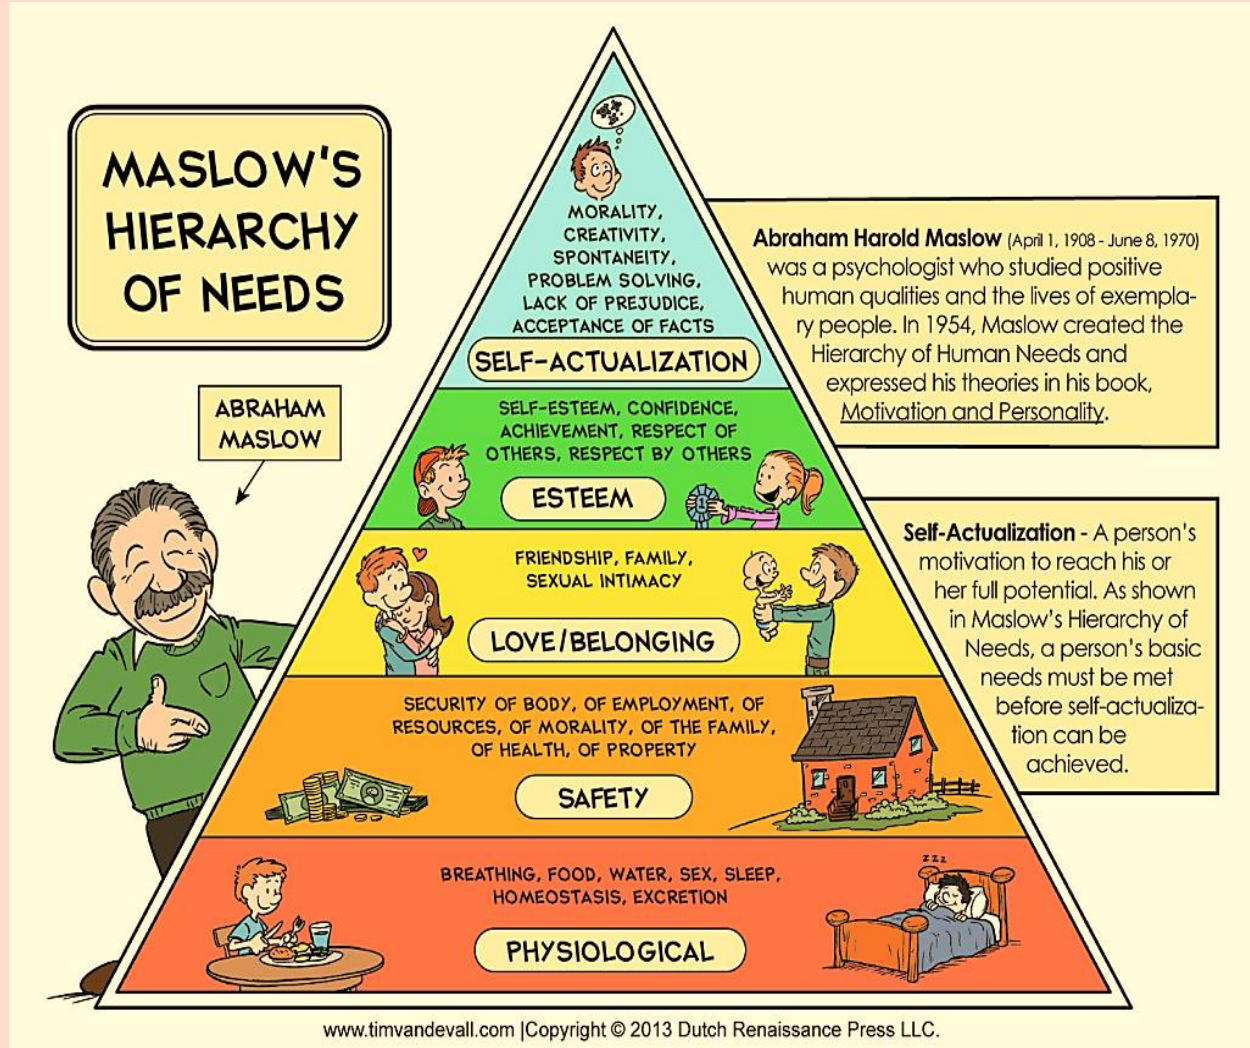 MASLOW'S
HIERARCHY
OF NEEDS
ABRAHAM
MASLOW
MORALITY,
CREATIVITY,
SPONTANEITY,
PROBLEM SOLVING,
LACK OF PREJUDICE,
ACCEPTANCE OF FACTS
SELF-ACTUALIZATION
SELF-ESTEEM, CONFIDENCE,
ACHIEVEMENT, RESPECT OF
OTHERS, RESPECT BY OTHERS
ESTEEM
1
FRIENDSHIP, FAMILY,
SEXUAL INTIMACY
LOVE/BELONGING
SECURITY OF BODY, OF EMPLOYMENT, OF
RESOURCES, OF MORALITY, OF THE FAMILY,
OF HEALTH, OF PROPERTY
SAFETY
BREATHING, FOOD, WATER, SEX, SLEEP,
HOMEOSTASIS, EXCRETION
PHYSIOLOGICAL
zzz
Abraham Harold Maslow (April 1, 1908 - June 8, 1970)
was a psychologist who studied positive
human qualities and the lives of exempla-
ry people. In 1954, Maslow created the
Hierarchy of Human Needs and
expressed his theories in his book,
Motivation and Personality.
Self-Actualization - A person's
motivation to reach his or
her full potential. As shown
in Maslow's Hierarchy of
Needs, a person's basic
needs must be met
before self-actualiza-
tion can be
achieved.
www.timvandevall.com |Copyright © 2013 Dutch Renaissance Press LLC.